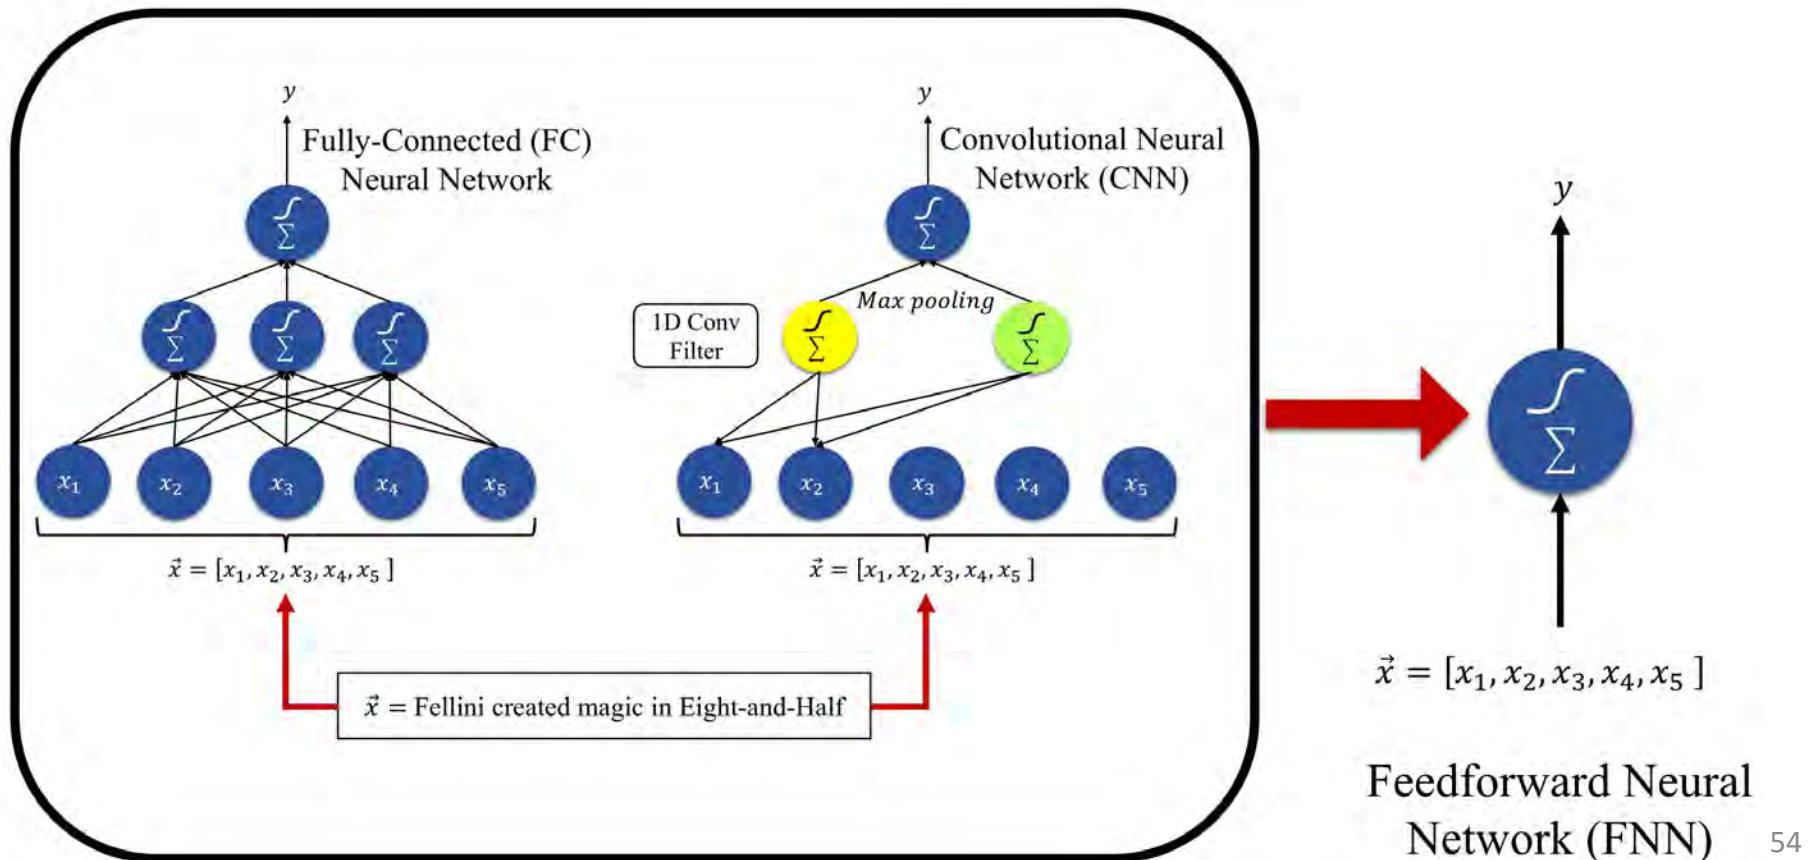 y
Fully-Connected (FC)
Neural Network
∑
∑ ∑ ∑
x₁ x₂ x₃ x₄ x₅
x⃗ = [x₁, x₂, x₃, x₄, x₅ ]
y
Convolutional Neural
Network (CNN)
∑
Max pooling
1D Conv
Filter
∑ ∑
x₁ x₂ x₃ x₄ x₅
x⃗ = [x₁, x₂, x₃, x₄, x₅ ]
x⃗ = Fellini created magic in Eight-and-Half
y
∑
x⃗ = [x₁, x₂, x₃, x₄, x₅ ]
Feedforward Neural
Network (FNN)
54